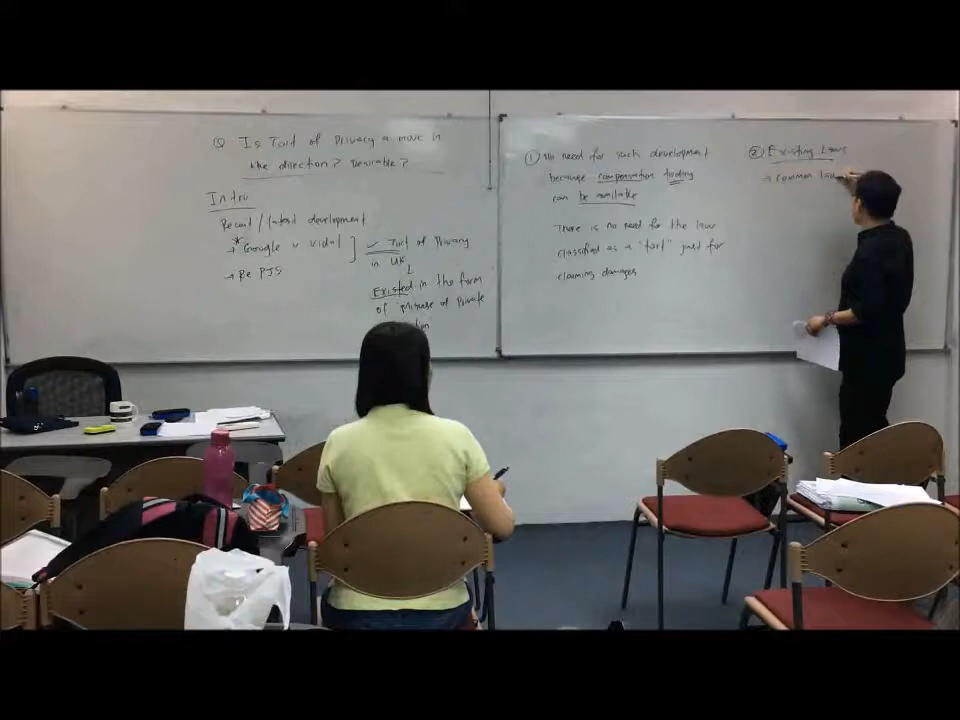 Q Is Tort of Privacy a move in
the direction? Desirable?
Intro
Recent / latest development
→ * Google v Vidal
→ Re PJS
✓ Tort of Privacy
in UK
↓
Existed in the form
of 'Misuse of Private
① No need for such development
because compensation
can be available
There is no need for the law
classified as a "tort" just for
claiming damages
② Existing Laws
→ Common law